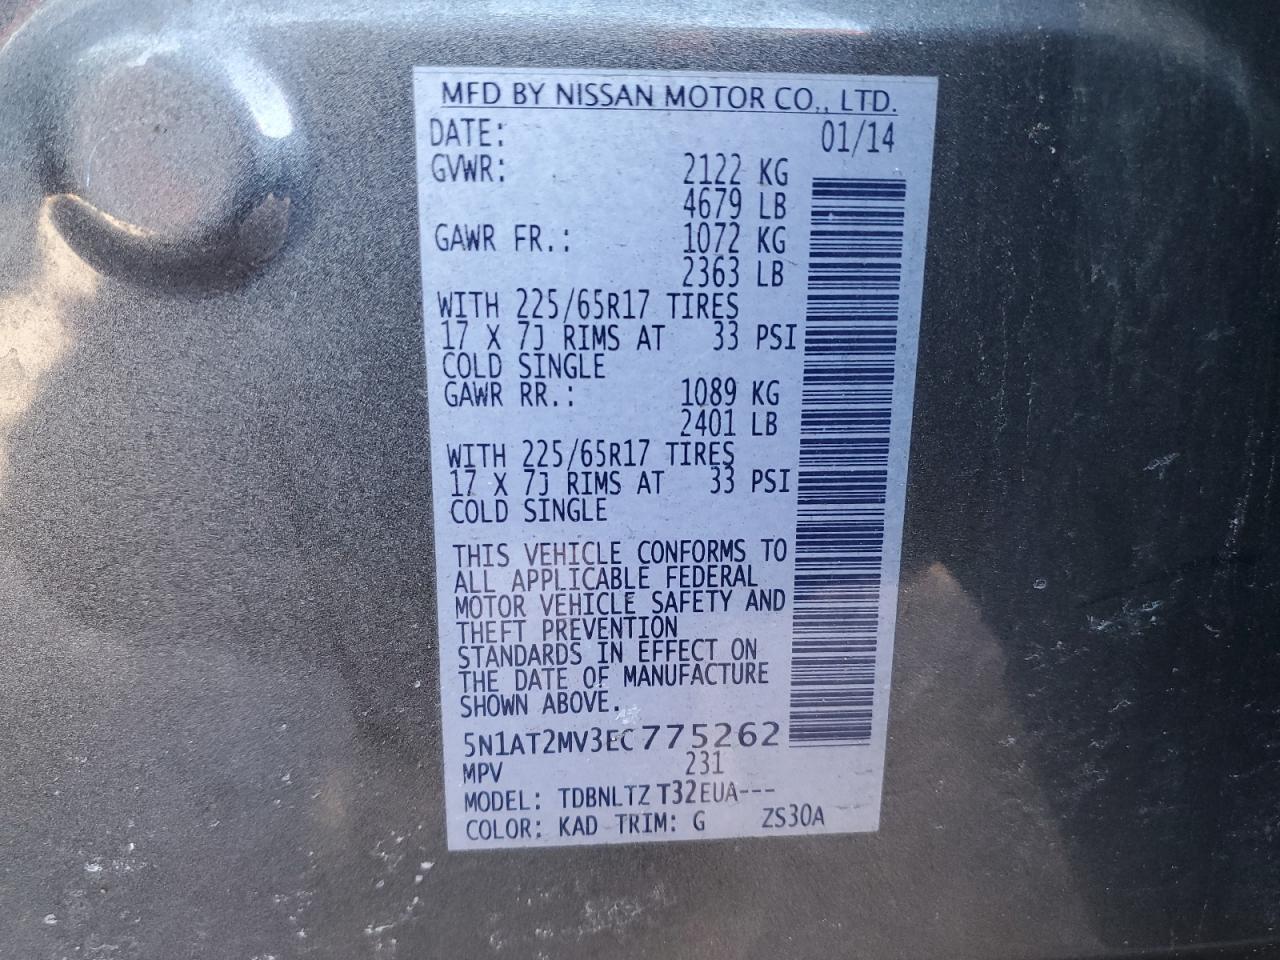 MFD BY NISSAN MOTOR CO., LTD.
DATE: 01/14
GVWR: 2122 KG
4679 LB
GAWR FR.: 1072 KG
2363 LB
WITH 225/65R17 TIRES
17 X 7J RIMS AT 33 PSI
COLD SINGLE
GAWR RR.: 1089 KG
2401 LB
WITH 225/65R17 TIRES
17 X 7J RIMS AT 33 PSI
COLD SINGLE
THIS VEHICLE CONFORMS TO
ALL APPLICABLE FEDERAL
MOTOR VEHICLE SAFETY AND
THEFT PREVENTION
STANDARDS IN EFFECT ON
THE DATE OF MANUFACTURE
SHOWN ABOVE.
5N1AT2MV3EC775262
MPV 231
MODEL: TDBNLTZ T32EUA---
COLOR: KAD TRIM: G ZS30A